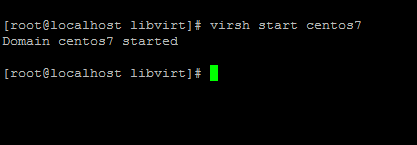 [root@localhost libvirt]# virsh start centos7
Domain centos7 started
[root@localhost libvirt]#